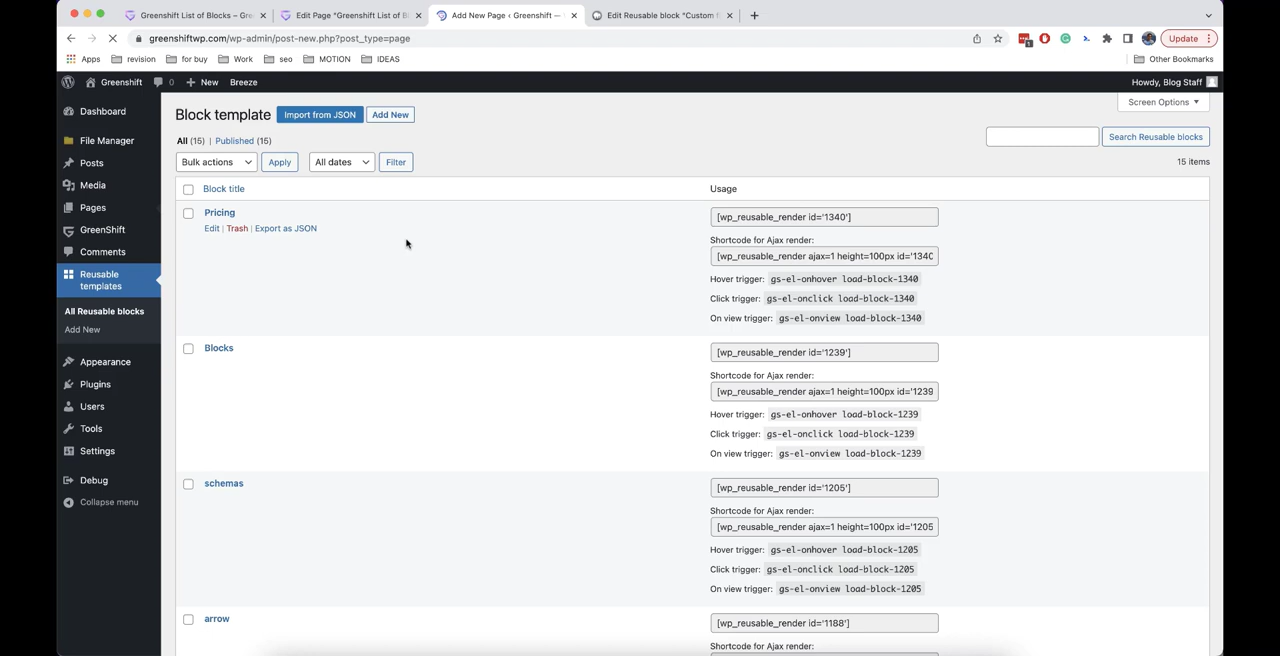 Greenshift List of Blocks – Gre
Edit Page "Greenshift List of Bl
Add New Page ‹ Greenshift —
Edit Reusable block "Custom f
greenshiftwp.com/wp-admin/post-new.php?post_type=page
Update
Apps
revision
for buy
Work
seo
MOTION
IDEAS
Other Bookmarks
Greenshift
0
New
Breeze
Howdy, Blog Staff
Dashboard
File Manager
Posts
Media
Pages
GreenShift
Comments
Reusable
templates
All Reusable blocks
Add New
Appearance
Plugins
Users
Tools
Settings
Debug
Collapse menu
Screen Options
Block template
Import from JSON
Add New
All (15) | Published (15)
Search Reusable blocks
Bulk actions
Apply
All dates
Filter
15 items
Block title
Usage
Pricing
Edit | Trash | Export as JSON
[wp_reusable_render id='1340']
Shortcode for Ajax render:
[wp_reusable_render ajax=1 height=100px id='1340
Hover trigger: gs-el-onhover load-block-1340
Click trigger: gs-el-onclick load-block-1340
On view trigger: gs-el-onview load-block-1340
Blocks
[wp_reusable_render id='1239']
Shortcode for Ajax render:
[wp_reusable_render ajax=1 height=100px id='1239
Hover trigger: gs-el-onhover load-block-1239
Click trigger: gs-el-onclick load-block-1239
On view trigger: gs-el-onview load-block-1239
schemas
[wp_reusable_render id='1205']
Shortcode for Ajax render:
[wp_reusable_render ajax=1 height=100px id='1205
Hover trigger: gs-el-onhover load-block-1205
Click trigger: gs-el-onclick load-block-1205
On view trigger: gs-el-onview load-block-1205
arrow
[wp_reusable_render id='1188']
Shortcode for Ajax render: